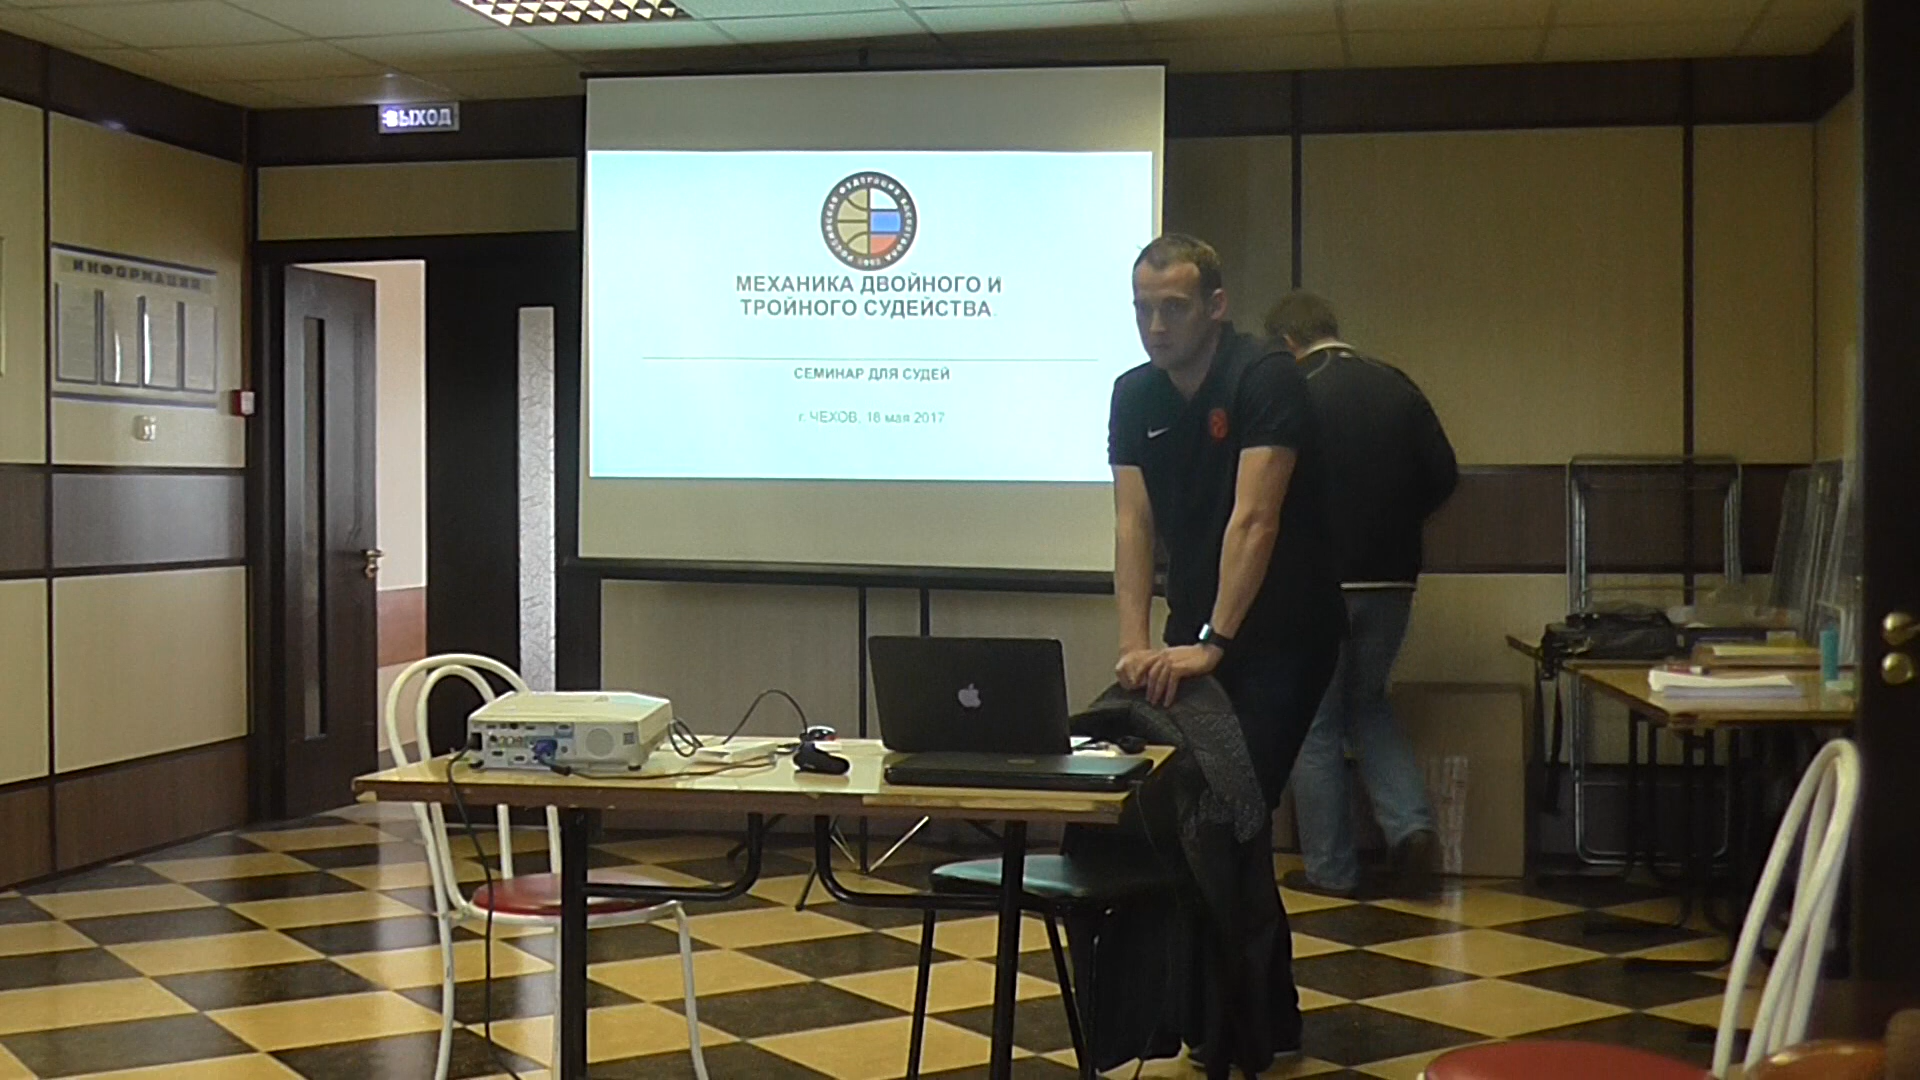 ВЫХОД
ИНФОРМАЦИЯ
МЕХАНИКА ДВОЙНОГО И
ТРОЙНОГО СУДЕЙСТВА.
СЕМИНАР ДЛЯ СУДЕЙ
г. ЧЕХОВ, 18 мая 2017